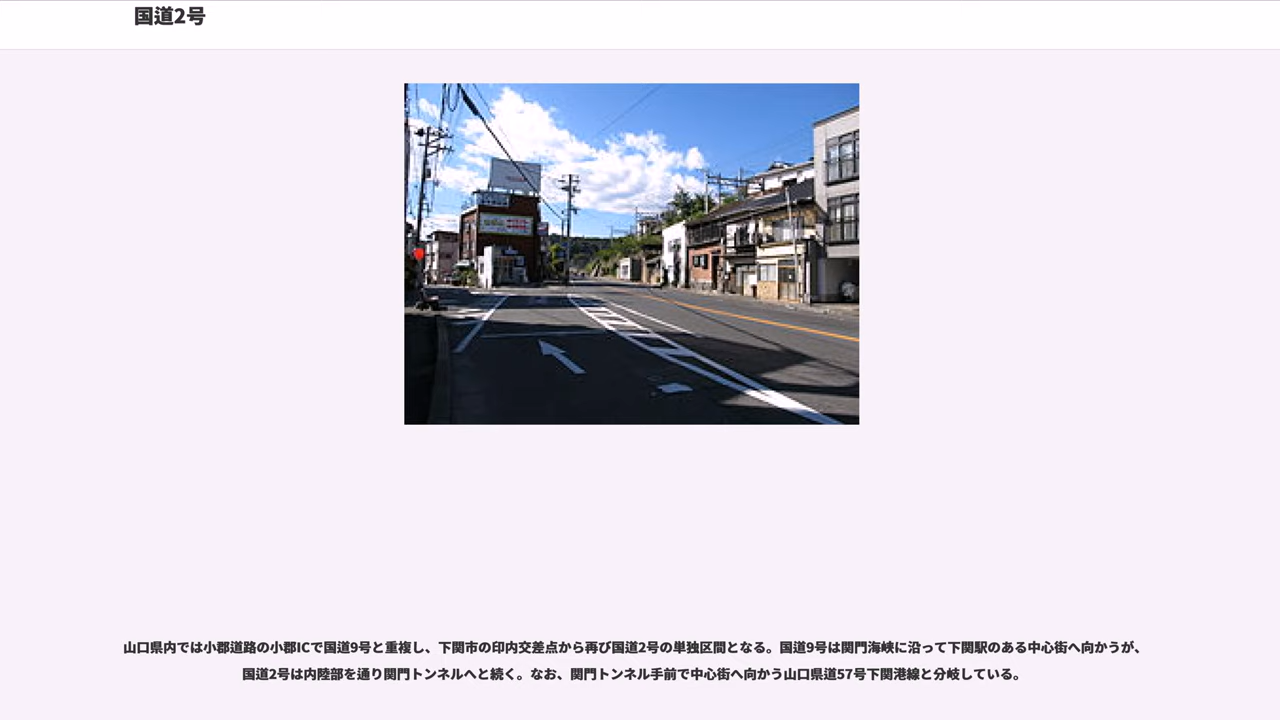 国道2号
山口県内では小郡道路の小郡ICで国道9号と重複し、下関市の印内交差点から再び国道2号の単独区間となる。国道9号は関門海峡に沿って下関駅のある中心街へ向かうが、
国道2号は内陸部を通り関門トンネルへと続く。なお、関門トンネル手前で中心街へ向かう山口県道57号下関港線と分岐している。